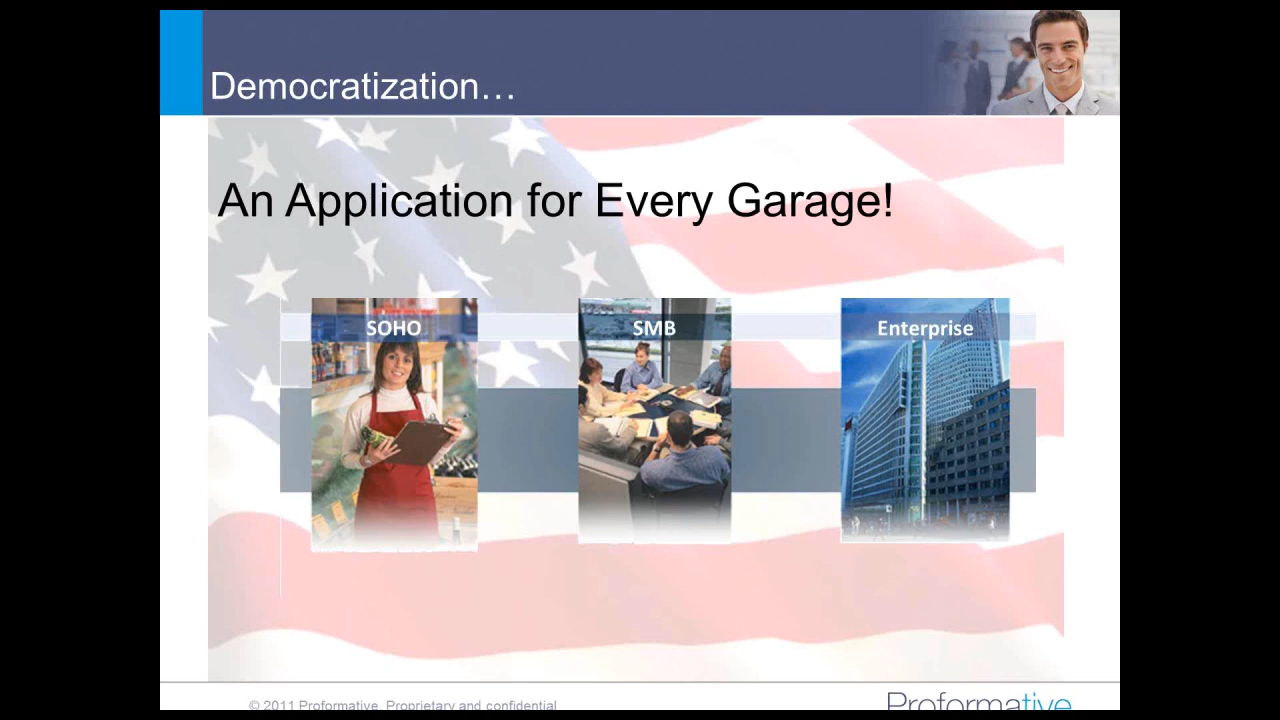 Democratization…
An Application for Every Garage!
SOHO
SMB
Enterprise
© 2011 Proformative. Proprietary and confidential
Proformative